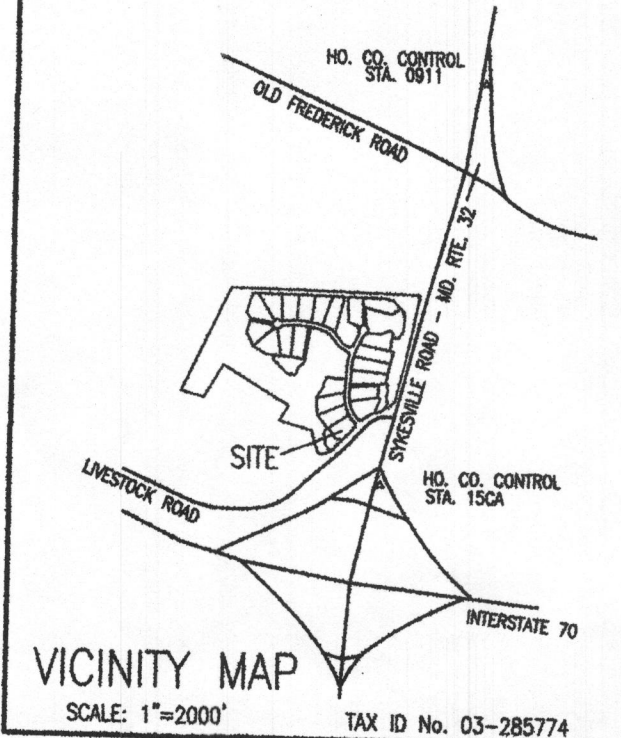 HO. CO. CONTROL
STA. 0911
OLD FREDERICK ROAD
SYKESVILLE ROAD - MD. RTE. 32
SITE
LIVESTOCK ROAD
HO. CO. CONTROL
STA. 15CA
INTERSTATE 70
VICINITY MAP
SCALE: 1"=2000'
TAX ID No. 03-285774